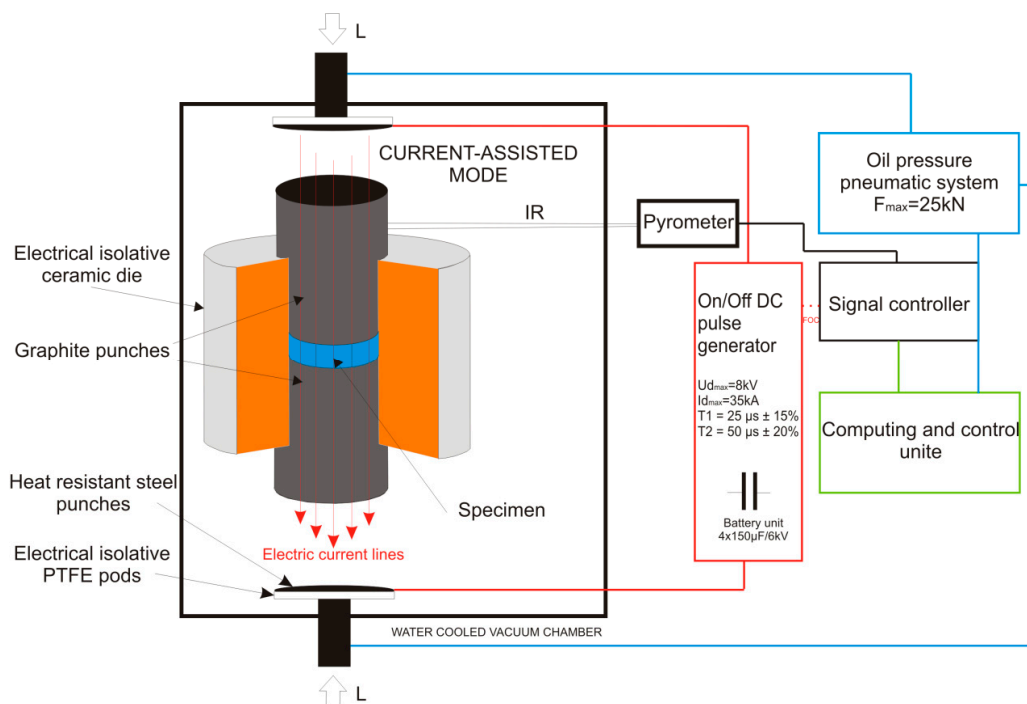 L
CURRENT-ASSISTED
MODE
IR
Pyrometer
Oil pressure
pneumatic system
Fmax=25kN
Electrical isolative
ceramic die
Graphite punches
On/Off DC
pulse
generator
Udmax=8kV
Idmax=35kA
T1 = 25 µs ± 15%
T2 = 50 µs ± 20%
Battery unit
4x150µF/6kV
FOC
Signal controller
Computing and control
unite
Heat resistant steel
punches
Specimen
Electric current lines
Electrical isolative
PTFE pods
WATER COOLED VACUUM CHAMBER
L